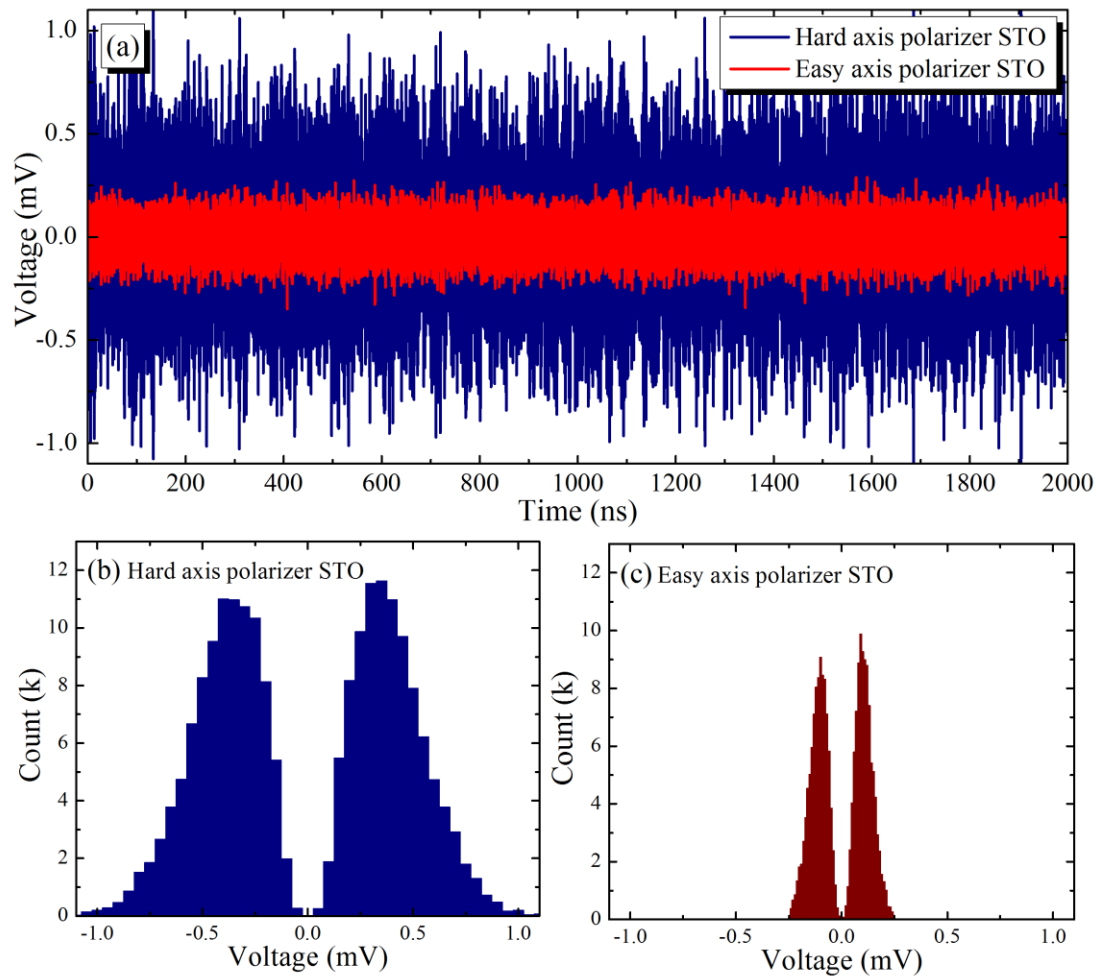 (a)
Hard axis polarizer STO
Easy axis polarizer STO
1.0
0.5
0.0
-0.5
-1.0
Voltage (mV)
0 200 400 600 800 1000 1200 1400 1600 1800 2000
Time (ns)
(b) Hard axis polarizer STO
12
10
8
6
4
2
0
Count (k)
-1.0 -0.5 0.0 0.5 1.0
Voltage (mV)
(c) Easy axis polarizer STO
12
10
8
6
4
2
0
Count (k)
-1.0 -0.5 0.0 0.5 1.0
Voltage (mV)